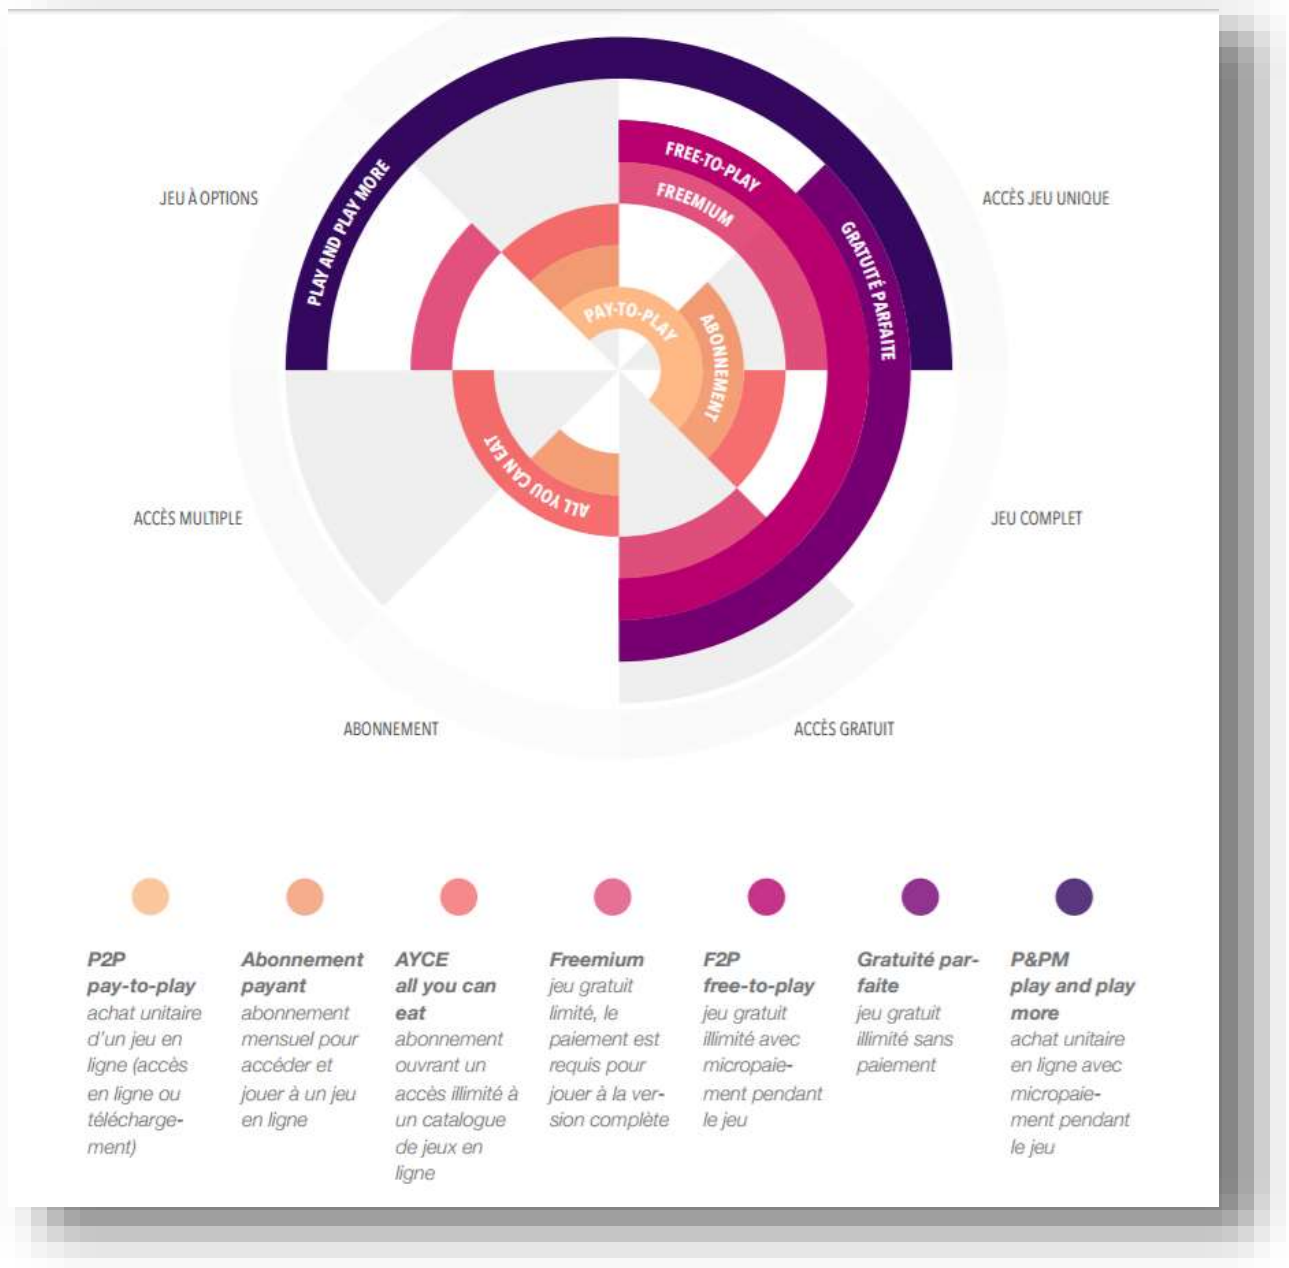 FREE-TO-PLAY
FREEMIUM
JEU À OPTIONS
PLAY AND PLAY MORE
ACCÈS JEU UNIQUE
GRATUITÉ PARFAITE
PAY-TO-PLAY
ABONNEMENT
ALL YOU CAN EAT
ACCÈS MULTIPLE
JEU COMPLET
ABONNEMENT
ACCÈS GRATUIT
P2P
pay-to-play
achat unitaire
d'un jeu en
ligne (accès
en ligne ou
télécharge-
ment)
Abonnement
payant
abonnement
mensuel pour
accéder et
jouer à un jeu
en ligne
AYCE
all you can
eat
abonnement
ouvrant un
accès illimité à
un catalogue
de jeux en
ligne
Freemium
jeu gratuit
limité, le
paiement est
requis pour
jouer à la ver-
sion complète
F2P
free-to-play
jeu gratuit
illimité avec
micropaie-
ment pendant
le jeu
Gratuité par-
faite
jeu gratuit
illimité sans
paiement
P&PM
play and play
more
achat unitaire
en ligne avec
micropaie-
ment pendant
le jeu